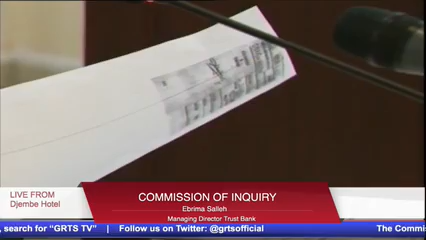 LIVE FROM
Djembe Hotel
COMMISSION OF INQUIRY
Ebrima Salleh
Managing Director Trust Bank
, search for “GRTS TV” | Follow us on Twitter: @grtsofficial The Commis